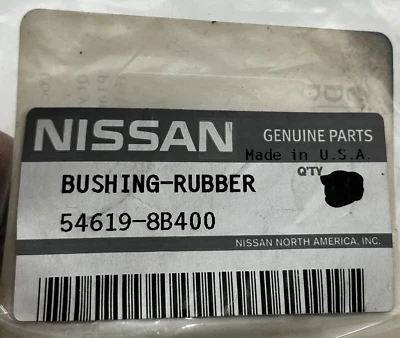 NISSAN GENUINE PARTS
Made in U.S.A.
BUSHING-RUBBER QTY
54619-8B400
NISSAN NORTH AMERICA, INC.